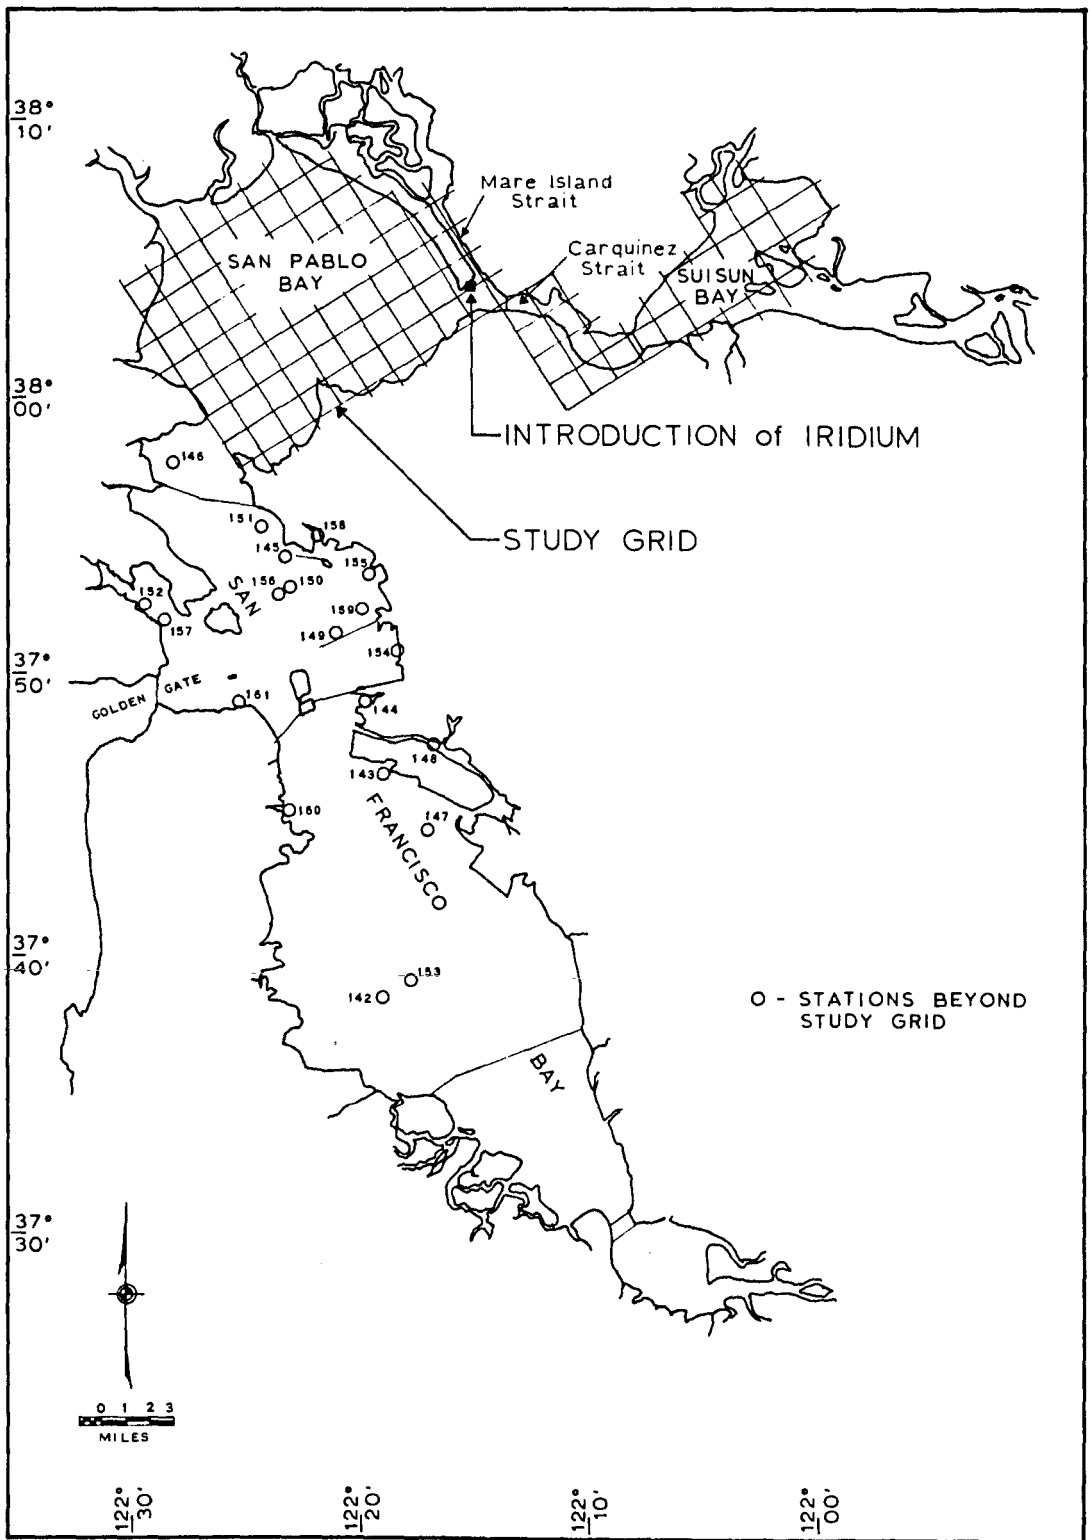 38°
10'
Mare Island
Strait
Carquinez
Strait
SAN PABLO
BAY
SUISUN
BAY
38°
00'
INTRODUCTION of IRIDIUM
146
STUDY GRID
151
158
145
155
156
150
SAN
152
159
157
149
154
37°
50'
GOLDEN GATE
161
144
148
143
FRANCISCO
160
147
37°
40'
153
142
O - STATIONS BEYOND
STUDY GRID
BAY
37°
30'
0 1 2 3
MILES
122°
30'
122°
20'
122°
10'
122°
00'